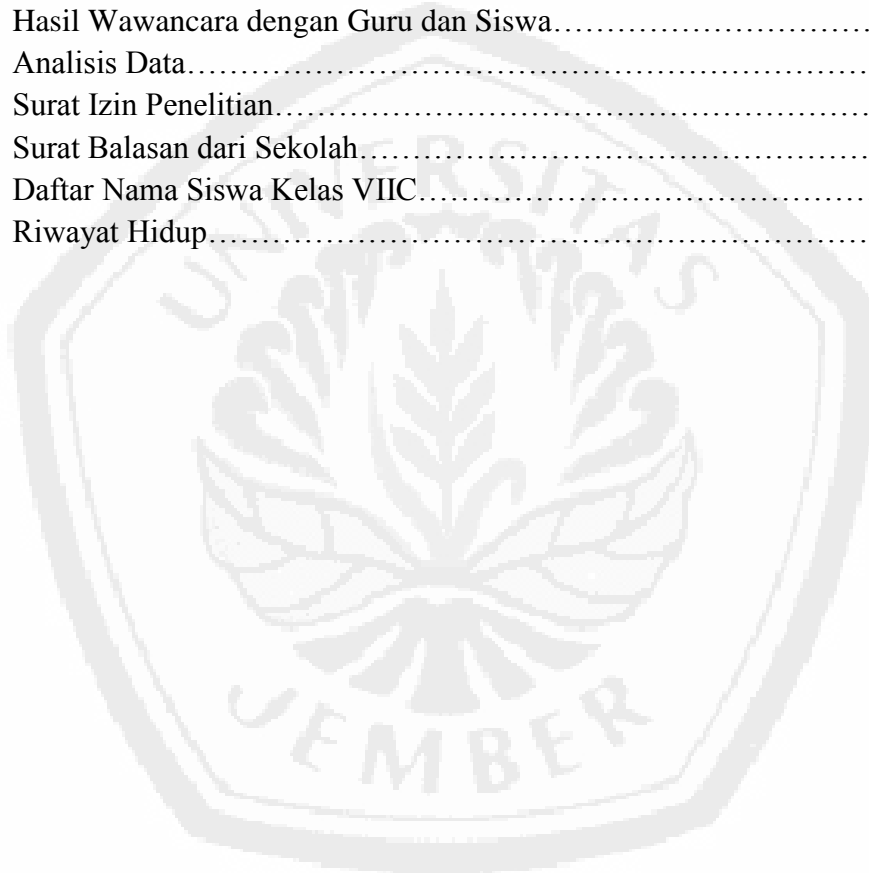 Hasil Wawancara dengan Guru dan Siswa…………………………
Analisis Data…………………………………………………………
Surat Izin Penelitian…………………………………………………
Surat Balasan dari Sekolah…………………………………………
Daftar Nama Siswa Kelas VIIC……………………………………
Riwayat Hidup………………………………………………………
UNIVERSITAS
JEMBER